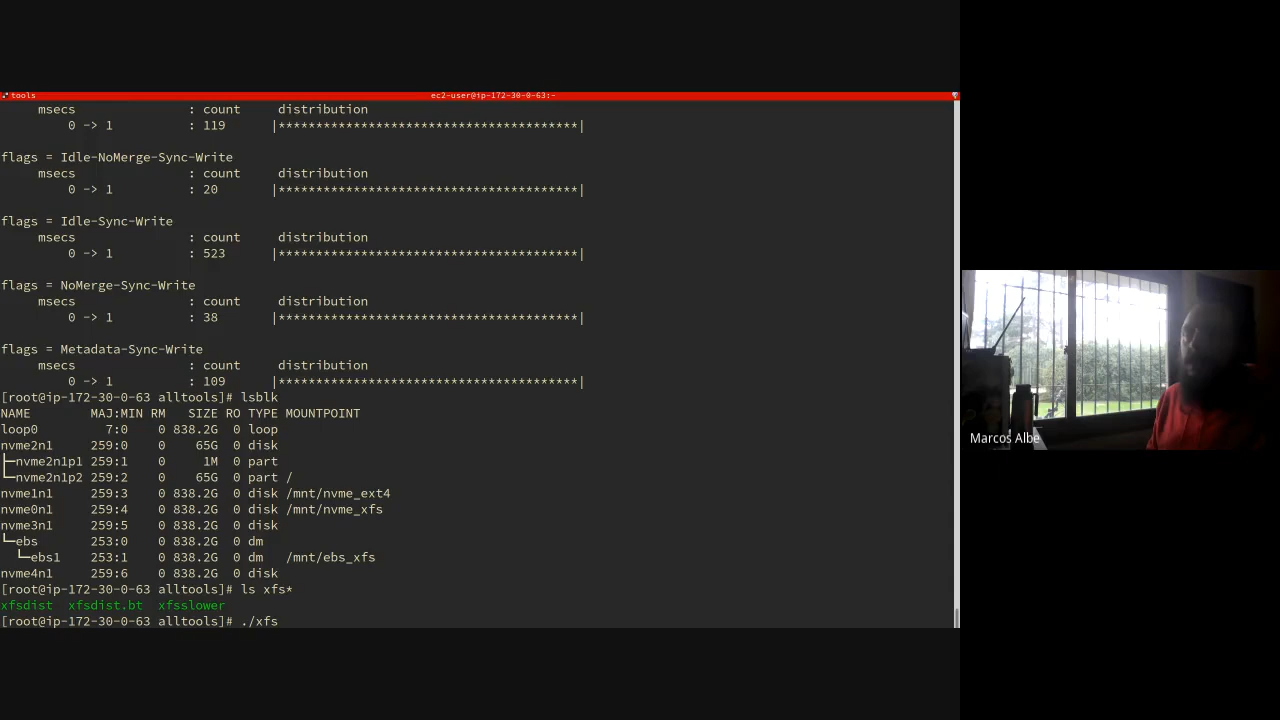 tools ec2-user@ip-172-30-0-63:~
msecs : count distribution
0 -> 1 : 119 |****************************************|
flags = Idle-NoMerge-Sync-Write
msecs : count distribution
0 -> 1 : 20 |****************************************|
flags = Idle-Sync-Write
msecs : count distribution
0 -> 1 : 523 |****************************************|
flags = NoMerge-Sync-Write
msecs : count distribution
0 -> 1 : 38 |****************************************|
flags = Metadata-Sync-Write
msecs : count distribution
0 -> 1 : 109 |****************************************|
[root@ip-172-30-0-63 alltools]# lsblk
NAME MAJ:MIN RM SIZE RO TYPE MOUNTPOINT
loop0 7:0 0 838.2G 0 loop
nvme2n1 259:0 0 65G 0 disk
├─nvme2n1p1 259:1 0 1M 0 part
└─nvme2n1p2 259:2 0 65G 0 part /
nvme1n1 259:3 0 838.2G 0 disk /mnt/nvme_ext4
nvme0n1 259:4 0 838.2G 0 disk /mnt/nvme_xfs
nvme3n1 259:5 0 838.2G 0 disk
└─ebs 253:0 0 838.2G 0 dm
└─ebs1 253:1 0 838.2G 0 dm /mnt/ebs_xfs
nvme4n1 259:6 0 838.2G 0 disk
[root@ip-172-30-0-63 alltools]# ls xfs*
xfsdist xfsdist.bt xfsslower
[root@ip-172-30-0-63 alltools]# ./xfs
Marcos Albe